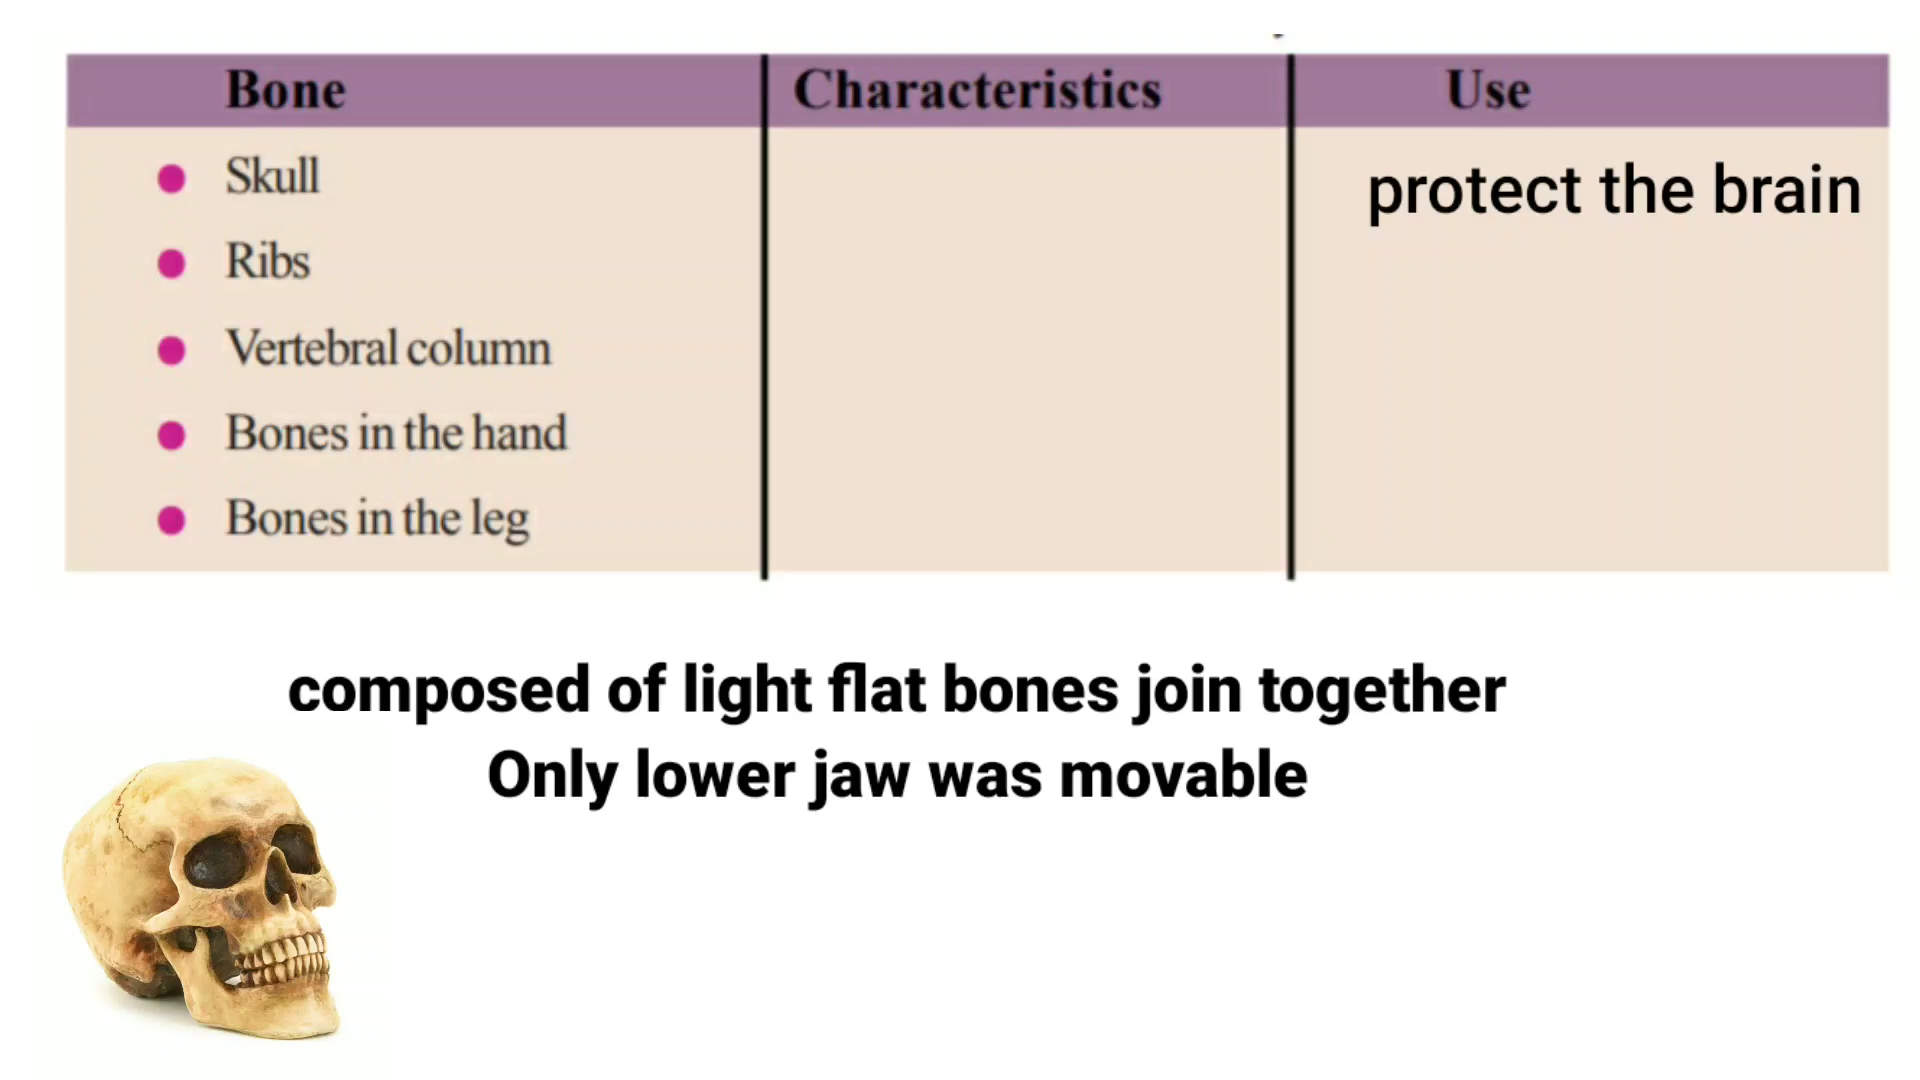 Bone Characteristics Use
Skull
protect the brain
Ribs
Vertebral column
Bones in the hand
Bones in the leg
composed of light flat bones join together
Only lower jaw was movable